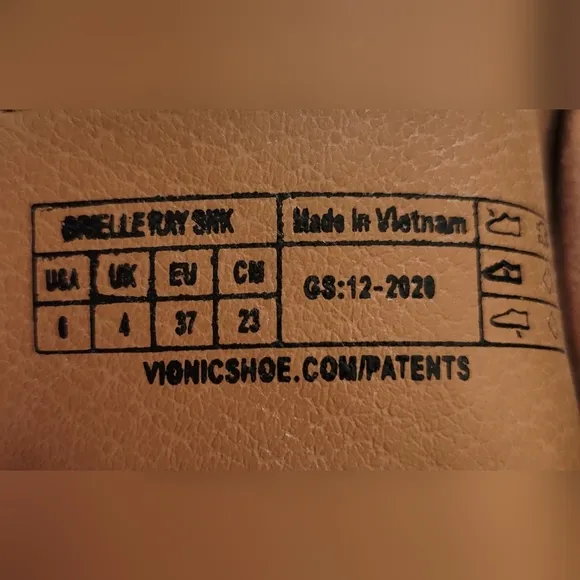 BRIELLE RAY SNK Made in Vietnam
USA UK EU CM
GS:12-2020
6 4 37 23
VIONICSHOE.COM/PATENTS